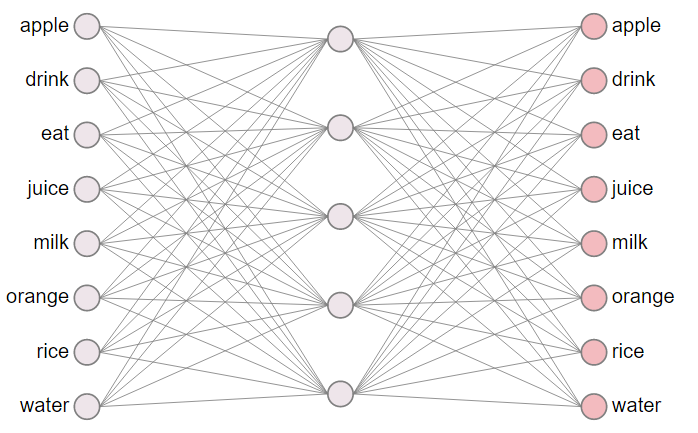 apple
drink
eat
juice
milk
orange
rice
water
apple
drink
eat
juice
milk
orange
rice
water